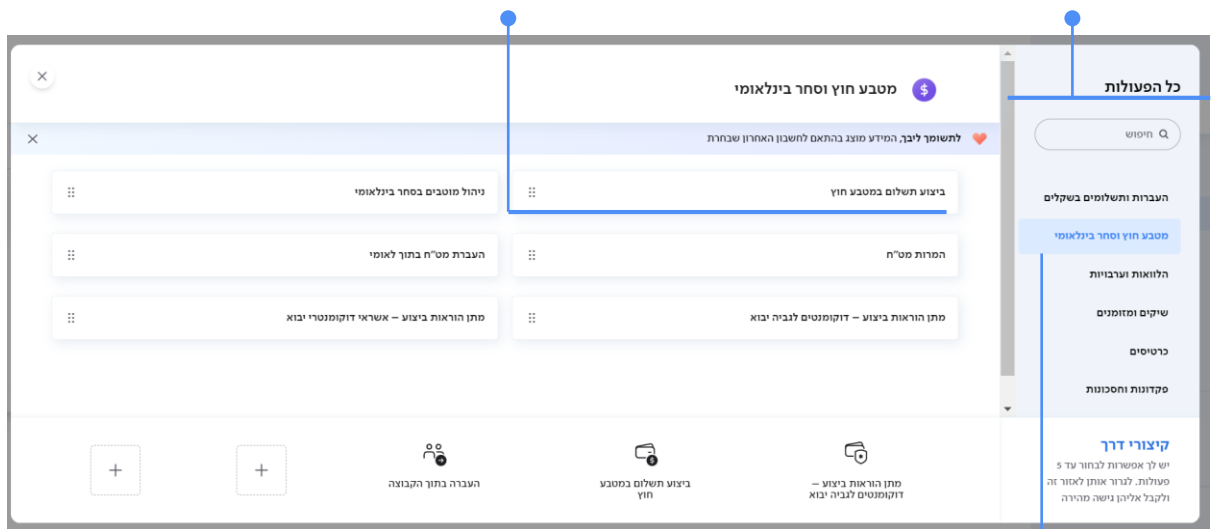 כל הפעולות
חיפוש
העברות ותשלומים בשקלים
מטבע חוץ וסחר בינלאומי
הלוואות וערבויות
שיקים ומזומנים
כרטיסים
פקדונות וחסכונות
קיצורי דרך
יש לך אפשרות לבחור עד 5
פעולות, לגרור אותן לאזור זה
ולקבל אליהן גישה מהירה
מטבע חוץ וסחר בינלאומי
לתשומך ליבך, המידע מוצג בהתאם לחשבון האחרון שבחרת
ביצוע תשלום במטבע חוץ
ניהול מוטבים בסחר בינלאומי
המרות מט"ח
העברת מט"ח בתוך לאומי
מתן הוראות ביצוע – דוקומנטים לגביה יבוא
מתן הוראות ביצוע – אשראי דוקומנטרי יבוא
מתן הוראות ביצוע –
דוקומנטים לגביה יבוא
ביצוע תשלום במטבע
חוץ
העברה בתוך הקבוצה